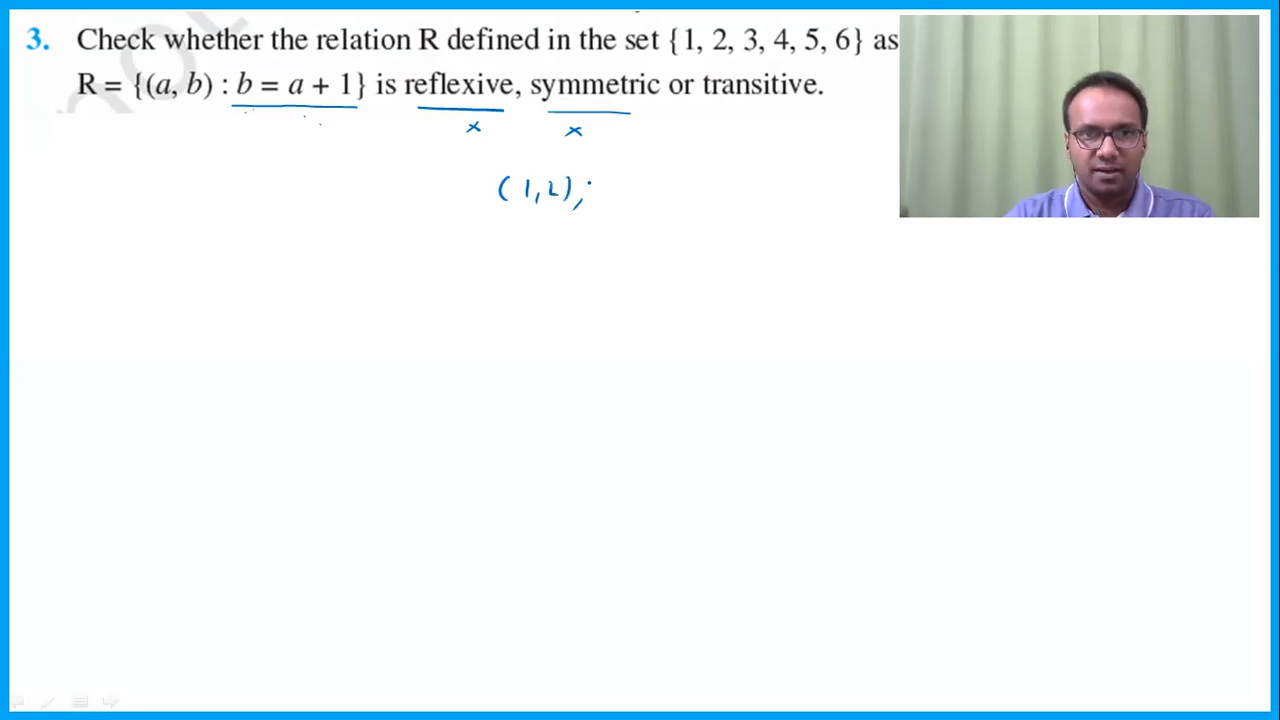 3. Check whether the relation R defined in the set {1, 2, 3, 4, 5, 6} as
R = {(a, b) : b = a + 1} is reflexive, symmetric or transitive.
x x
(1,2);